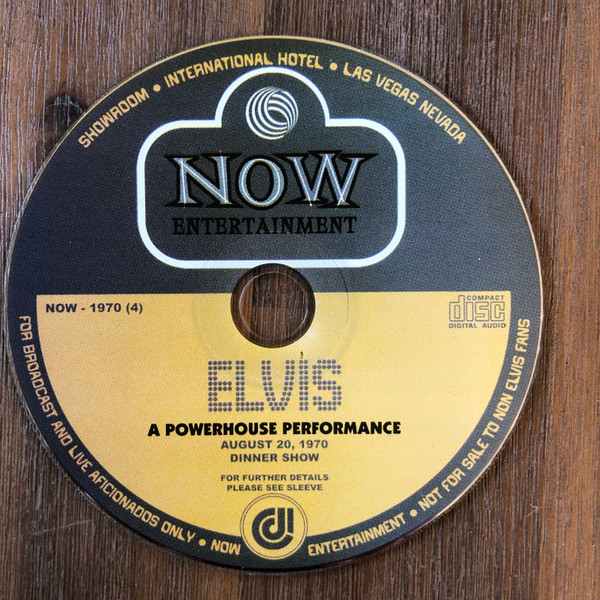 SHOWROOM • INTERNATIONAL HOTEL • LAS VEGAS NEVADA
NOW
ENTERTAINMENT
NOW - 1970 (4)
COMPACT
disc
DIGITAL AUDIO
ELVIS
A POWERHOUSE PERFORMANCE
AUGUST 20, 1970
DINNER SHOW
FOR FURTHER DETAILS
PLEASE SEE SLEEVE
FOR BROADCAST AND LIVE AFICIONADOS ONLY • NOW ENTERTAINMENT • NOT FOR SALE TO NON ELVIS FANS